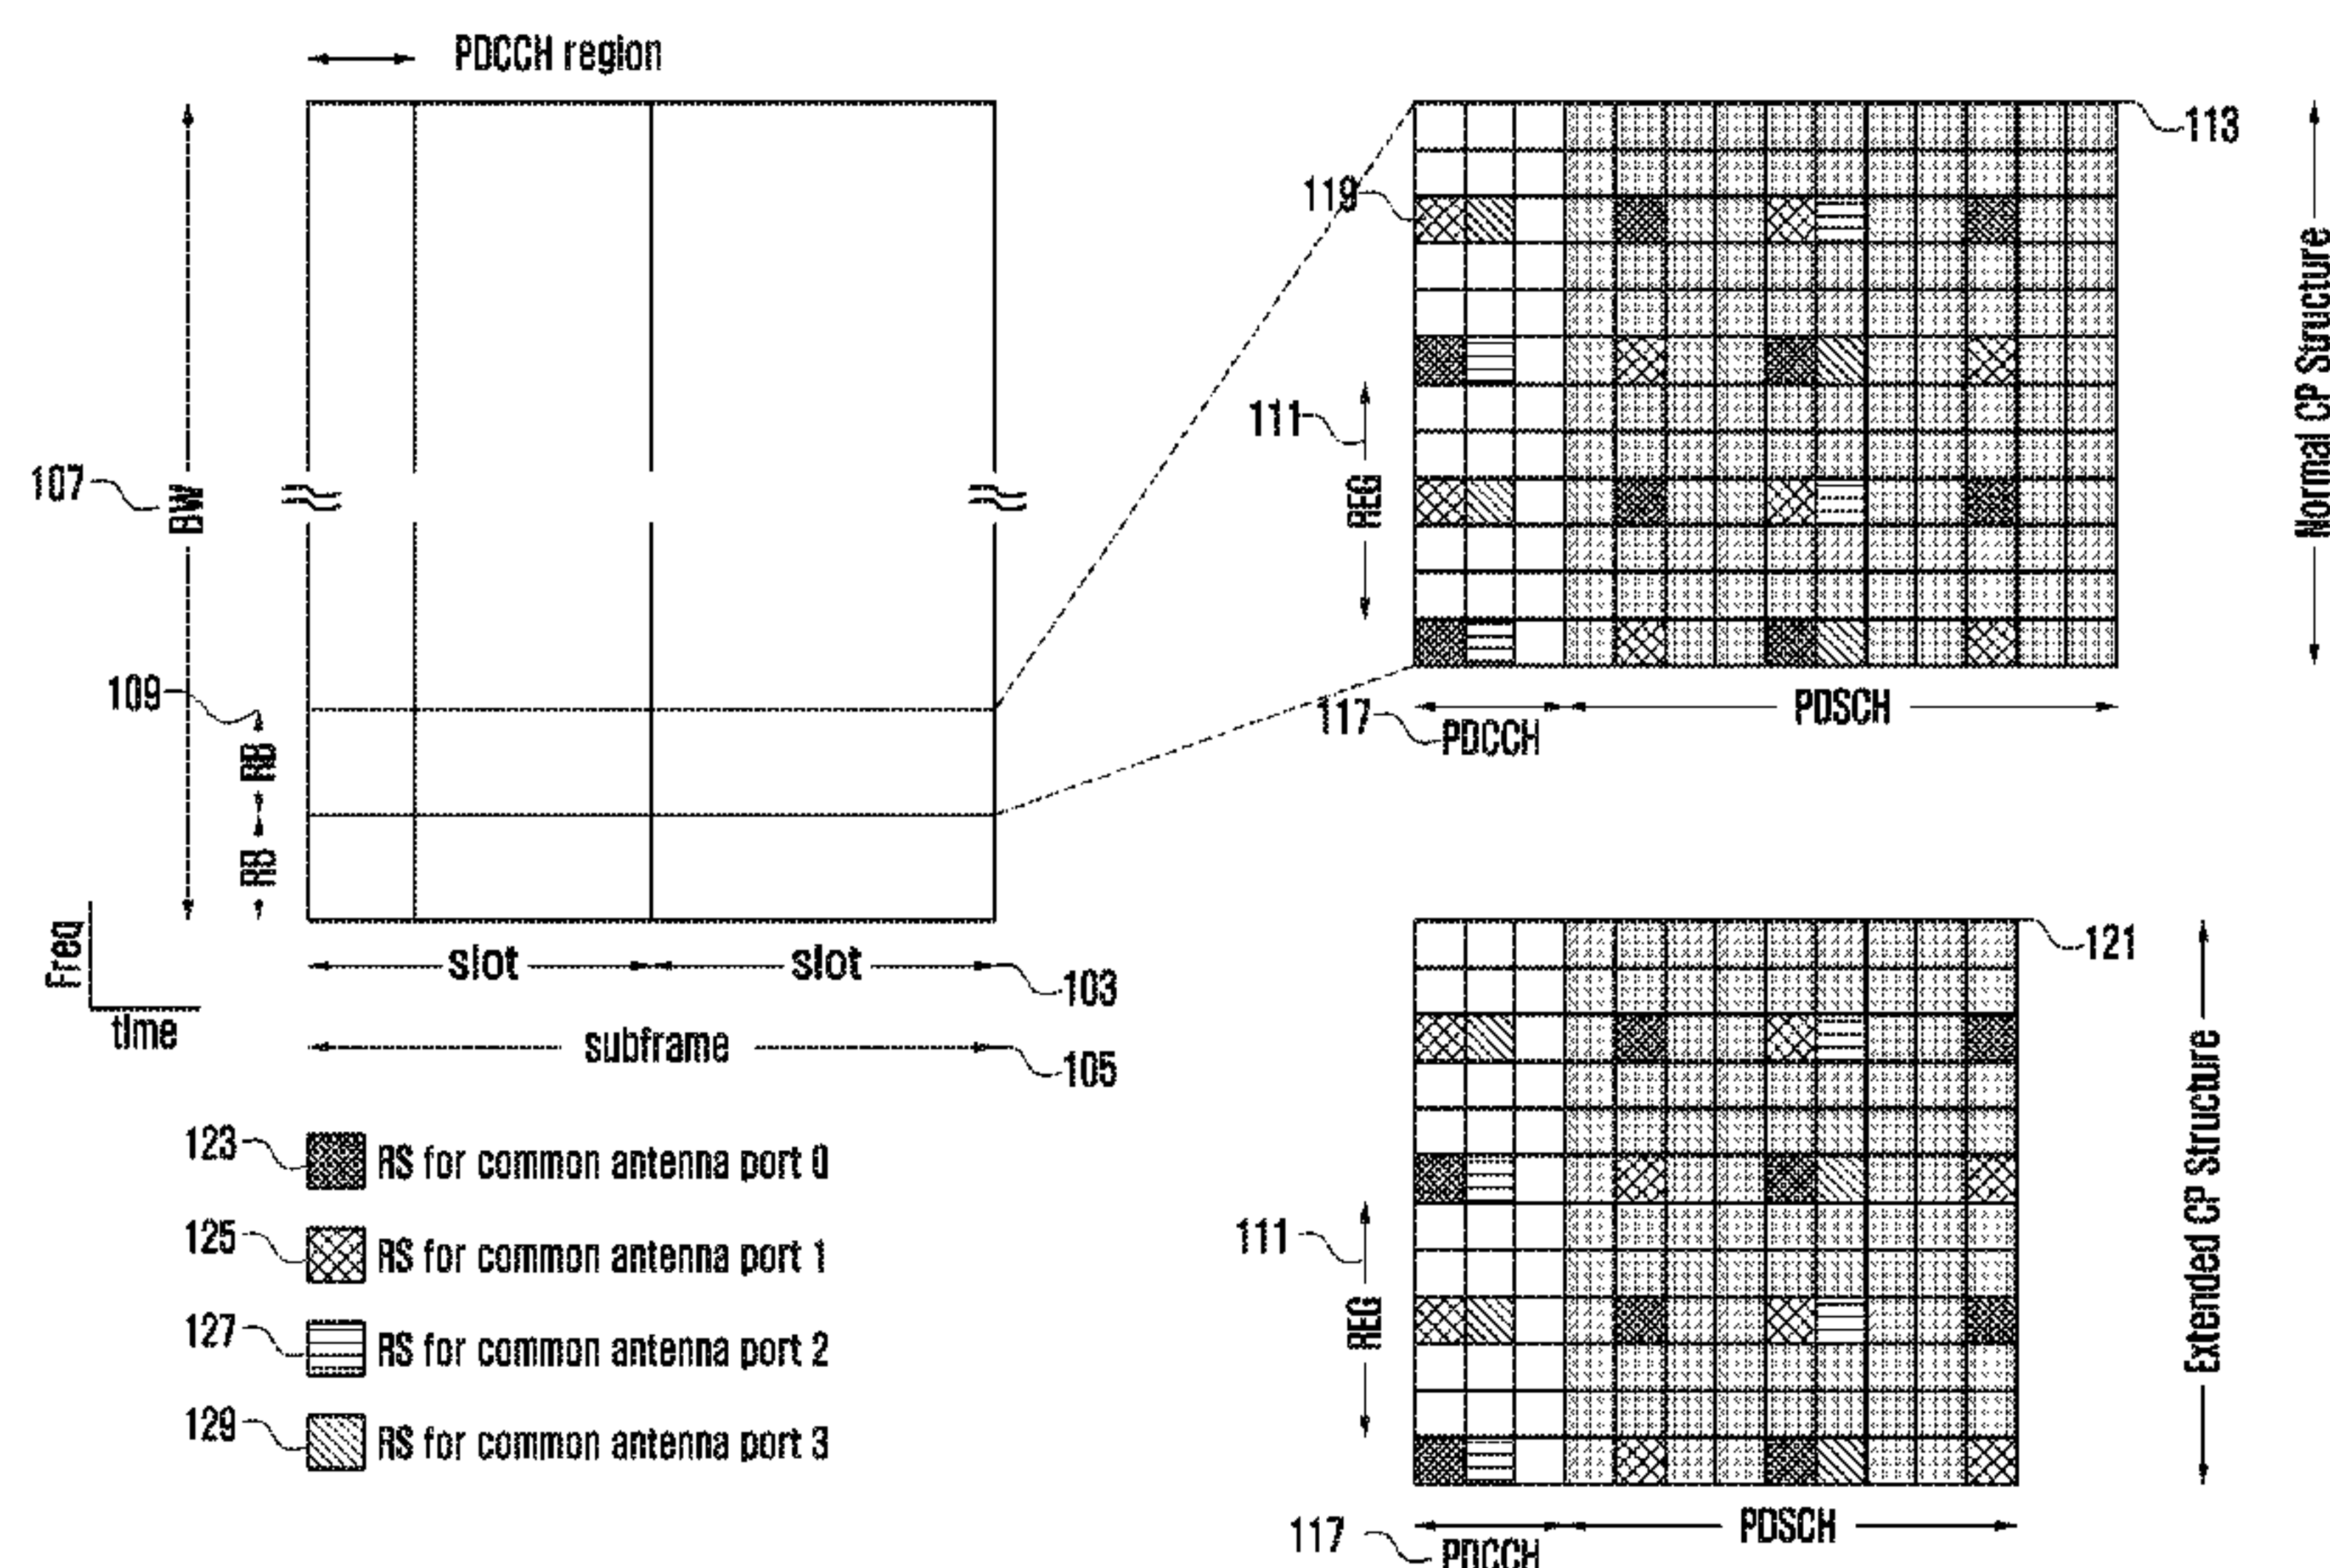 PDCCH region
113
119
Normal CP Structure
111
REG
107
BW
109
RB
RB
117
PDCCH
PDSCH
Freq
time
slot
slot
103
subframe
105
121
Extended CP Structure
123
RS for common antenna port 0
125
RS for common antenna port 1
127
RS for common antenna port 2
129
RS for common antenna port 3
111
REG
117
PDCCH
PDSCH